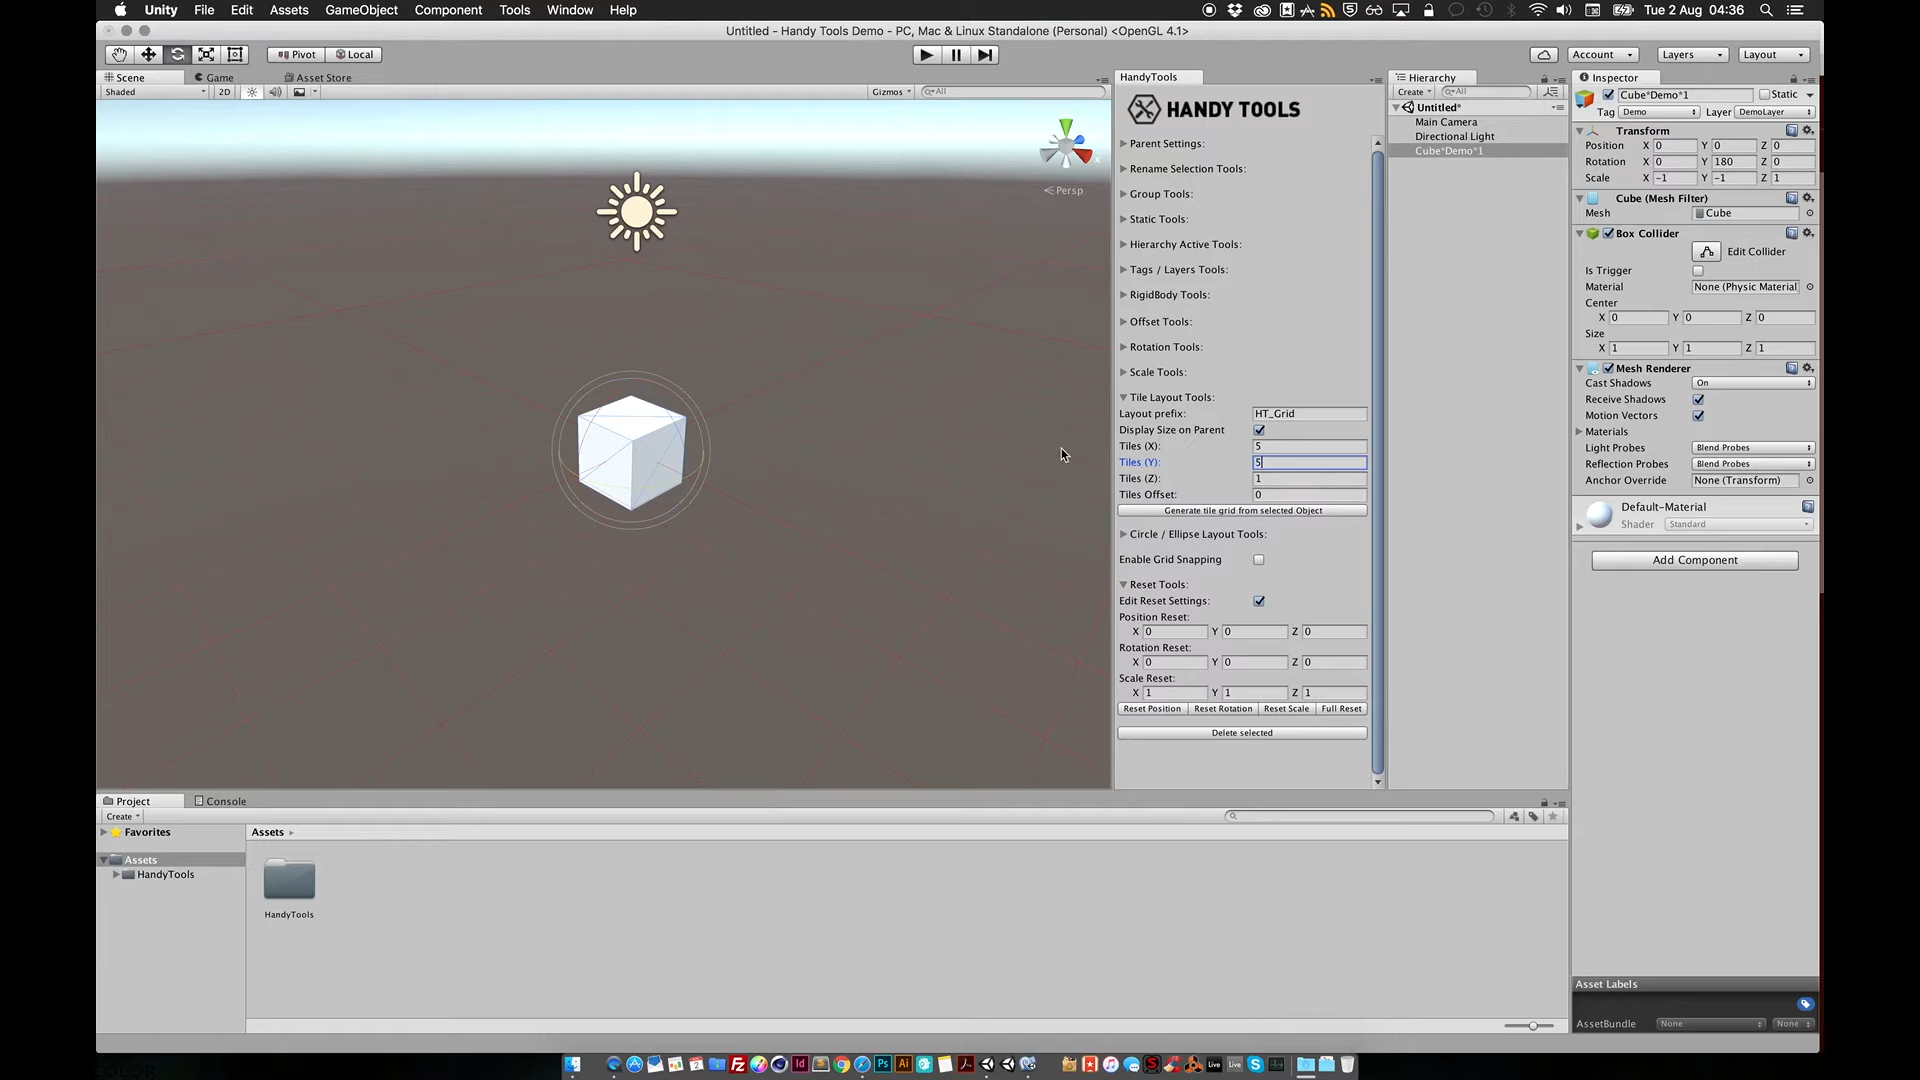 Unity File Edit Assets GameObject Component Tools Window Help Tue 2 Aug 04:36
Untitled - Handy Tools Demo - PC, Mac & Linux Standalone (Personal) <OpenGL 4.1>
Pivot Local Account Layers Layout
Scene Game Asset Store
Shaded 2D Gizmos All
x
Persp
HandyTools
HANDY TOOLS
Parent Settings:
Rename Selection Tools:
Group Tools:
Static Tools:
Hierarchy Active Tools:
Tags / Layers Tools:
RigidBody Tools:
Offset Tools:
Rotation Tools:
Scale Tools:
Tile Layout Tools:
Layout prefix: HT_Grid
Display Size on Parent
Tiles (X): 5
Tiles (Y): 5
Tiles (Z): 1
Tiles Offset: 0
Generate tile grid from selected Object
Circle / Ellipse Layout Tools:
Enable Grid Snapping
Reset Tools:
Edit Reset Settings:
Position Reset:
X 0 Y 0 Z 0
Rotation Reset:
X 0 Y 0 Z 0
Scale Reset:
X 1 Y 1 Z 1
Reset Position Reset Rotation Reset Scale Full Reset
Delete selected
Hierarchy
Create All
Untitled*
Main Camera
Directional Light
Cube*Demo*1
Inspector
Cube*Demo*1 Static
Tag Demo Layer DemoLayer
Transform
Position X 0 Y 0 Z 0
Rotation X 0 Y 180 Z 0
Scale X -1 Y -1 Z 1
Cube (Mesh Filter)
Mesh Cube
Box Collider
Edit Collider
Is Trigger
Material None (Physic Material)
Center
X 0 Y 0 Z 0
Size
X 1 Y 1 Z 1
Mesh Renderer
Cast Shadows On
Receive Shadows
Motion Vectors
Materials
Light Probes Blend Probes
Reflection Probes Blend Probes
Anchor Override None (Transform)
Default-Material
Shader Standard
Add Component
Asset Labels
AssetBundle None None
Project Console
Create
Favorites
Assets
HandyTools
Assets
HandyTools